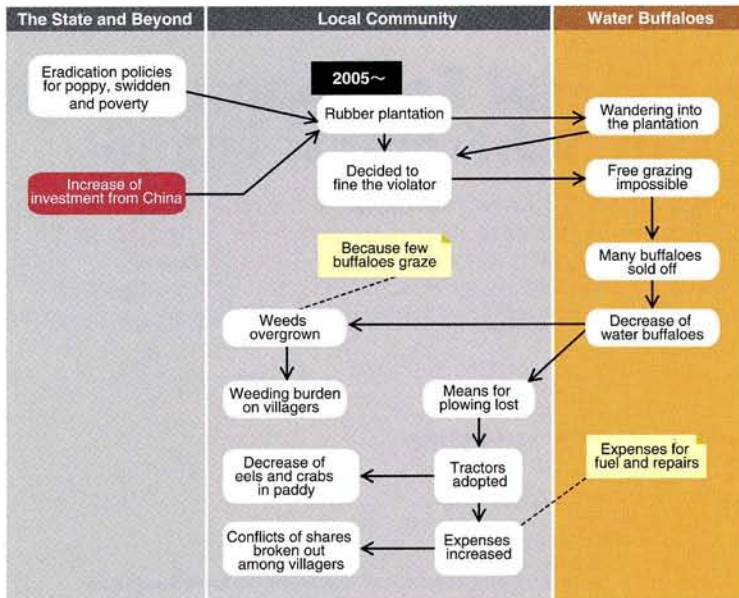 The State and Beyond
Local Community
Water Buffaloes
Eradication policies
for poppy, swidden
and poverty
2005～
Rubber plantation
Wandering into
the plantation
Increase of
investment from China
Decided to
fine the violator
Free grazing
impossible
Because few
buffaloes graze
Many buffaloes
sold off
Weeds
overgrown
Decrease of
water buffaloes
Weeding burden
on villagers
Means for
plowing lost
Decrease of
eels and crabs
in paddy
Tractors
adopted
Expenses for
fuel and repairs
Conflicts of shares
broken out
among villagers
Expenses
increased